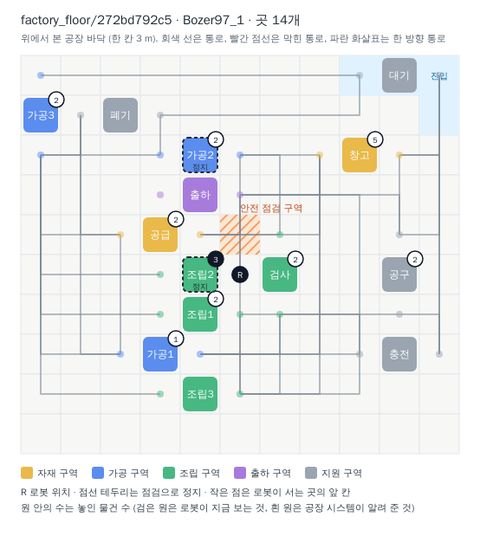 factory_floor/272bd792c5 · Bozer97_1 · 곳 14개
위에서 본 공장 바닥 (한 칸 3 m). 회색 선은 통로, 빨간 점선은 막힌 통로, 파란 화살표는 한 방향 통로
대기
전입
가공3
2
폐기
가공2
정지
2
창고
5
출하
안전 점검 구역
공급
2
조립2
정지
3
R
검사
2
공구
2
조립1
2
가공1
1
충전
조립3
자재 구역
가공 구역
조립 구역
출하 구역
지원 구역
R 로봇 위치 · 점선 테두리는 점검으로 정지 · 작은 점은 로봇이 서는 곳의 앞 칸
원 안의 수는 놓인 물건 수 (검은 원은 로봇이 지금 보는 것, 흰 원은 공장 시스템이 알려 준 것)